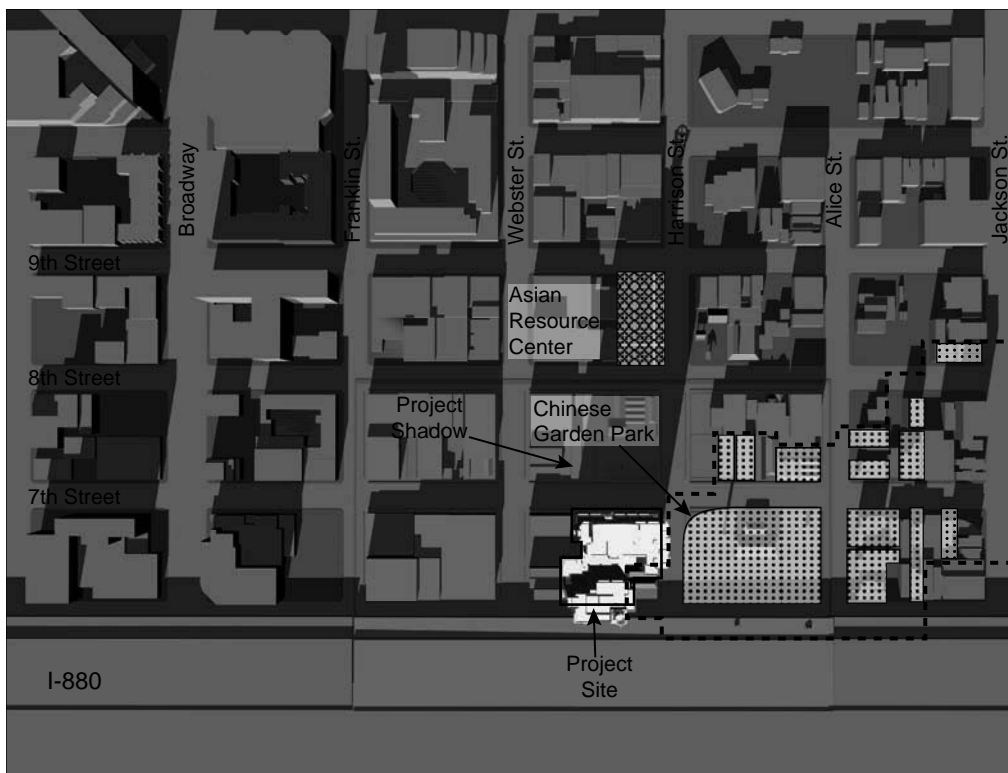 Broadway
Franklin St.
Webster St.
Harrison St.
Alice St.
Jackson St.
9th Street
Asian
Resource
Center
8th Street
Project
Shadow
Chinese
Garden Park
7th Street
Project
Site
I-880